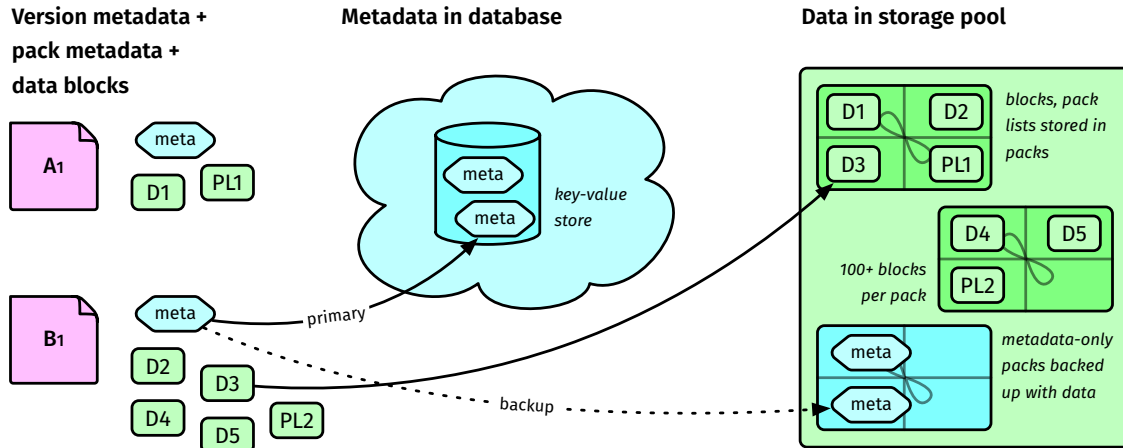 Version metadata +
pack metadata +
data blocks
Metadata in database
Data in storage pool
A1
meta
D1
PL1
B1
meta
D2
D3
D4
D5
PL2
meta
meta
key-value
store
primary
backup
D1
D2
D3
PL1
blocks, pack
lists stored in
packs
D4
D5
PL2
100+ blocks
per pack
meta
meta
metadata-only
packs backed
up with data